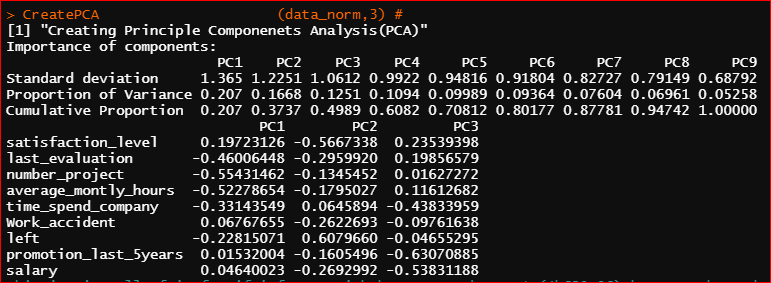 > CreatePCA (data_norm,3) #
[1] "Creating Principle Componenets Analysis(PCA)"
Importance of components:
PC1 PC2 PC3 PC4 PC5 PC6 PC7 PC8 PC9
Standard deviation 1.365 1.2251 1.0612 0.9922 0.94816 0.91804 0.82727 0.79149 0.68792
Proportion of Variance 0.207 0.1668 0.1251 0.1094 0.09989 0.09364 0.07604 0.06961 0.05258
Cumulative Proportion 0.207 0.3737 0.4989 0.6082 0.70812 0.80177 0.87781 0.94742 1.00000
PC1 PC2 PC3
satisfaction_level 0.19723126 -0.5667338 0.23539398
last_evaluation -0.46006448 -0.2959920 0.19856579
number_project -0.55431462 -0.1345452 0.01627272
average_montly_hours -0.52278654 -0.1795027 0.11612682
time_spend_company -0.33143549 0.0645894 -0.43833959
Work_accident 0.06767655 -0.2622693 -0.09761638
left -0.22815071 0.6079660 -0.04655295
promotion_last_5years 0.01532004 -0.1605496 -0.63070885
salary 0.04640023 -0.2692992 -0.53831188